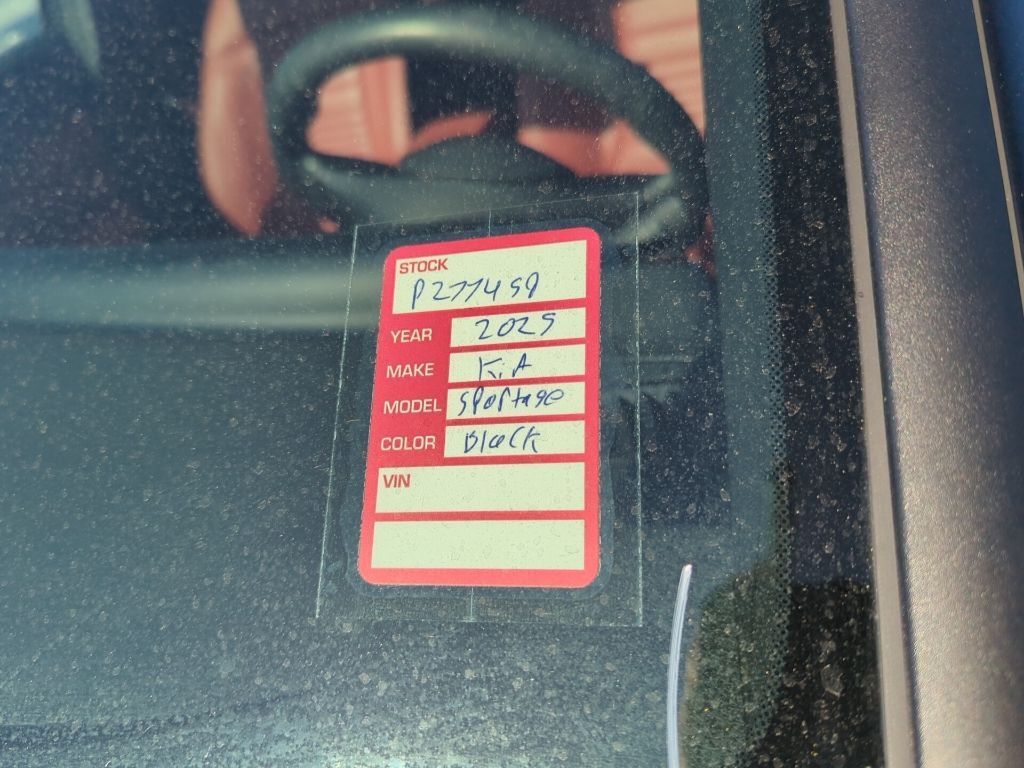 STOCK
P277459
YEAR 2025
MAKE KiA
MODEL Sportage
COLOR Black
VIN